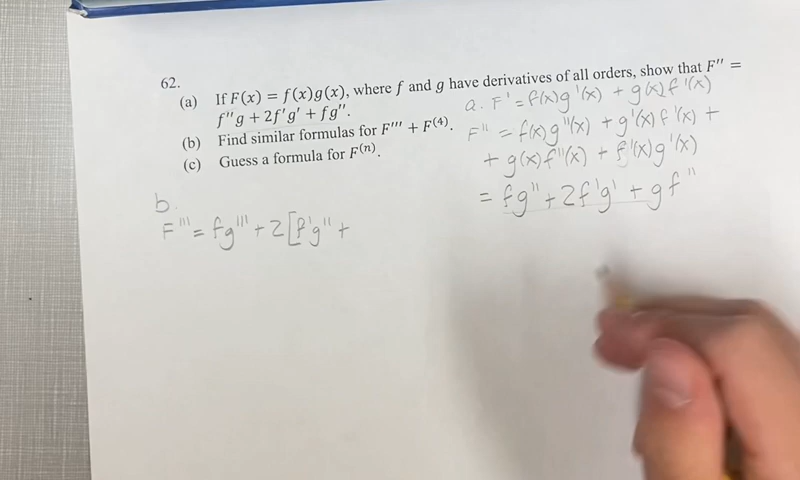 62.
(a) If F(x) = f(x)g(x), where f and g have derivatives of all orders, show that F'' =
f''g + 2f'g' + fg''.
(b) Find similar formulas for F''' + F⁽⁴⁾.
(c) Guess a formula for F⁽ⁿ⁾.
a. F' = f(x)g'(x) + g(x)f'(x)
F'' = f(x)g''(x) + g'(x)f'(x) +
+ g(x)f''(x) + f'(x)g'(x)
= fg'' + 2f'g' + gf''
b.
F''' = fg''' + 2[f'g'' +